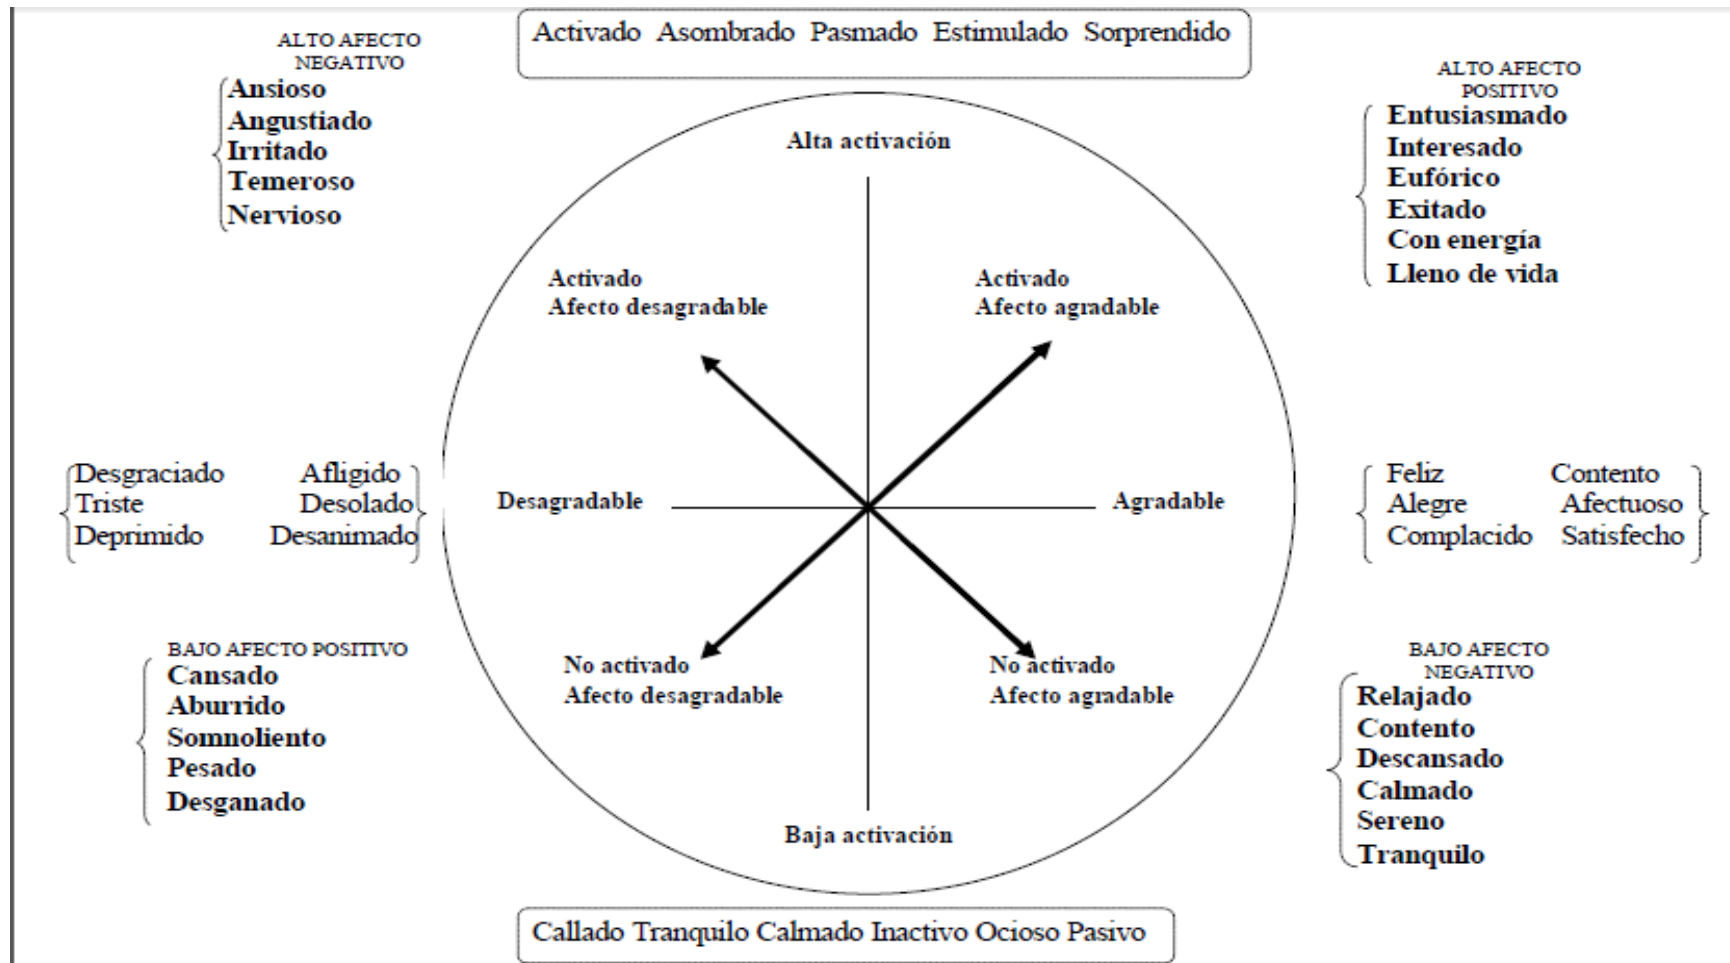 Activado Asombrado Pasmado Estimulado Sorprendido
ALTO AFECTO
NEGATIVO
Ansioso
Angustiado
Irritado
Temeroso
Nervioso
ALTO AFECTO
POSITIVO
Entusiasmado
Interesado
Eufórico
Exitado
Con energía
Lleno de vida
Alta activación
Activado
Afecto desagradable
Activado
Afecto agradable
Desgraciado Afligido
Triste Desolado
Deprimido Desanimado
Desagradable
Agradable
Feliz Contento
Alegre Afectuoso
Complacido Satisfecho
BAJO AFECTO POSITIVO
Cansado
Aburrido
Somnoliento
Pesado
Desganado
No activado
Afecto desagradable
No activado
Afecto agradable
BAJO AFECTO
NEGATIVO
Relajado
Contento
Descansado
Calmado
Sereno
Tranquilo
Baja activación
Callado Tranquilo Calmado Inactivo Ocioso Pasivo